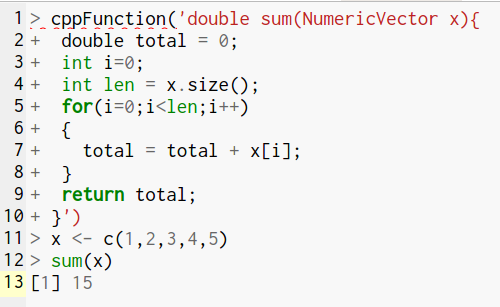 1 > cppFunction('double sum(NumericVector x){
2 +  double total = 0;
3 +  int i=0;
4 +  int len = x.size();
5 +  for(i=0;i<len;i++)
6 +  {
7 +    total = total + x[i];
8 +  }
9 +  return total;
10 + }')
11 > x <- c(1,2,3,4,5)
12 > sum(x)
13 [1] 15